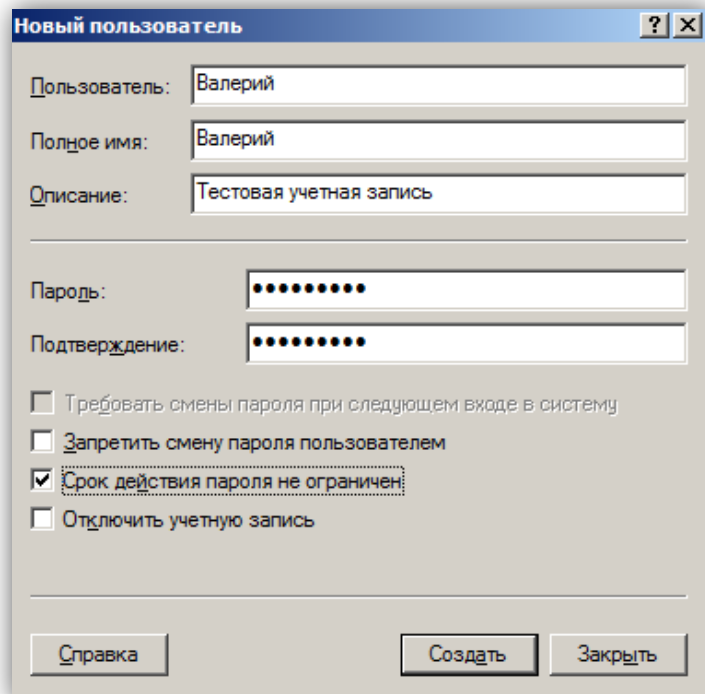 Новый пользователь
Пользователь: Валерий
Полное имя: Валерий
Описание: Тестовая учетная запись
Пароль: •••••••••
Подтверждение: •••••••••
Требовать смены пароля при следующем входе в систему
Запретить смену пароля пользователем
Срок действия пароля не ограничен
Отключить учетную запись
Справка Создать Закрыть